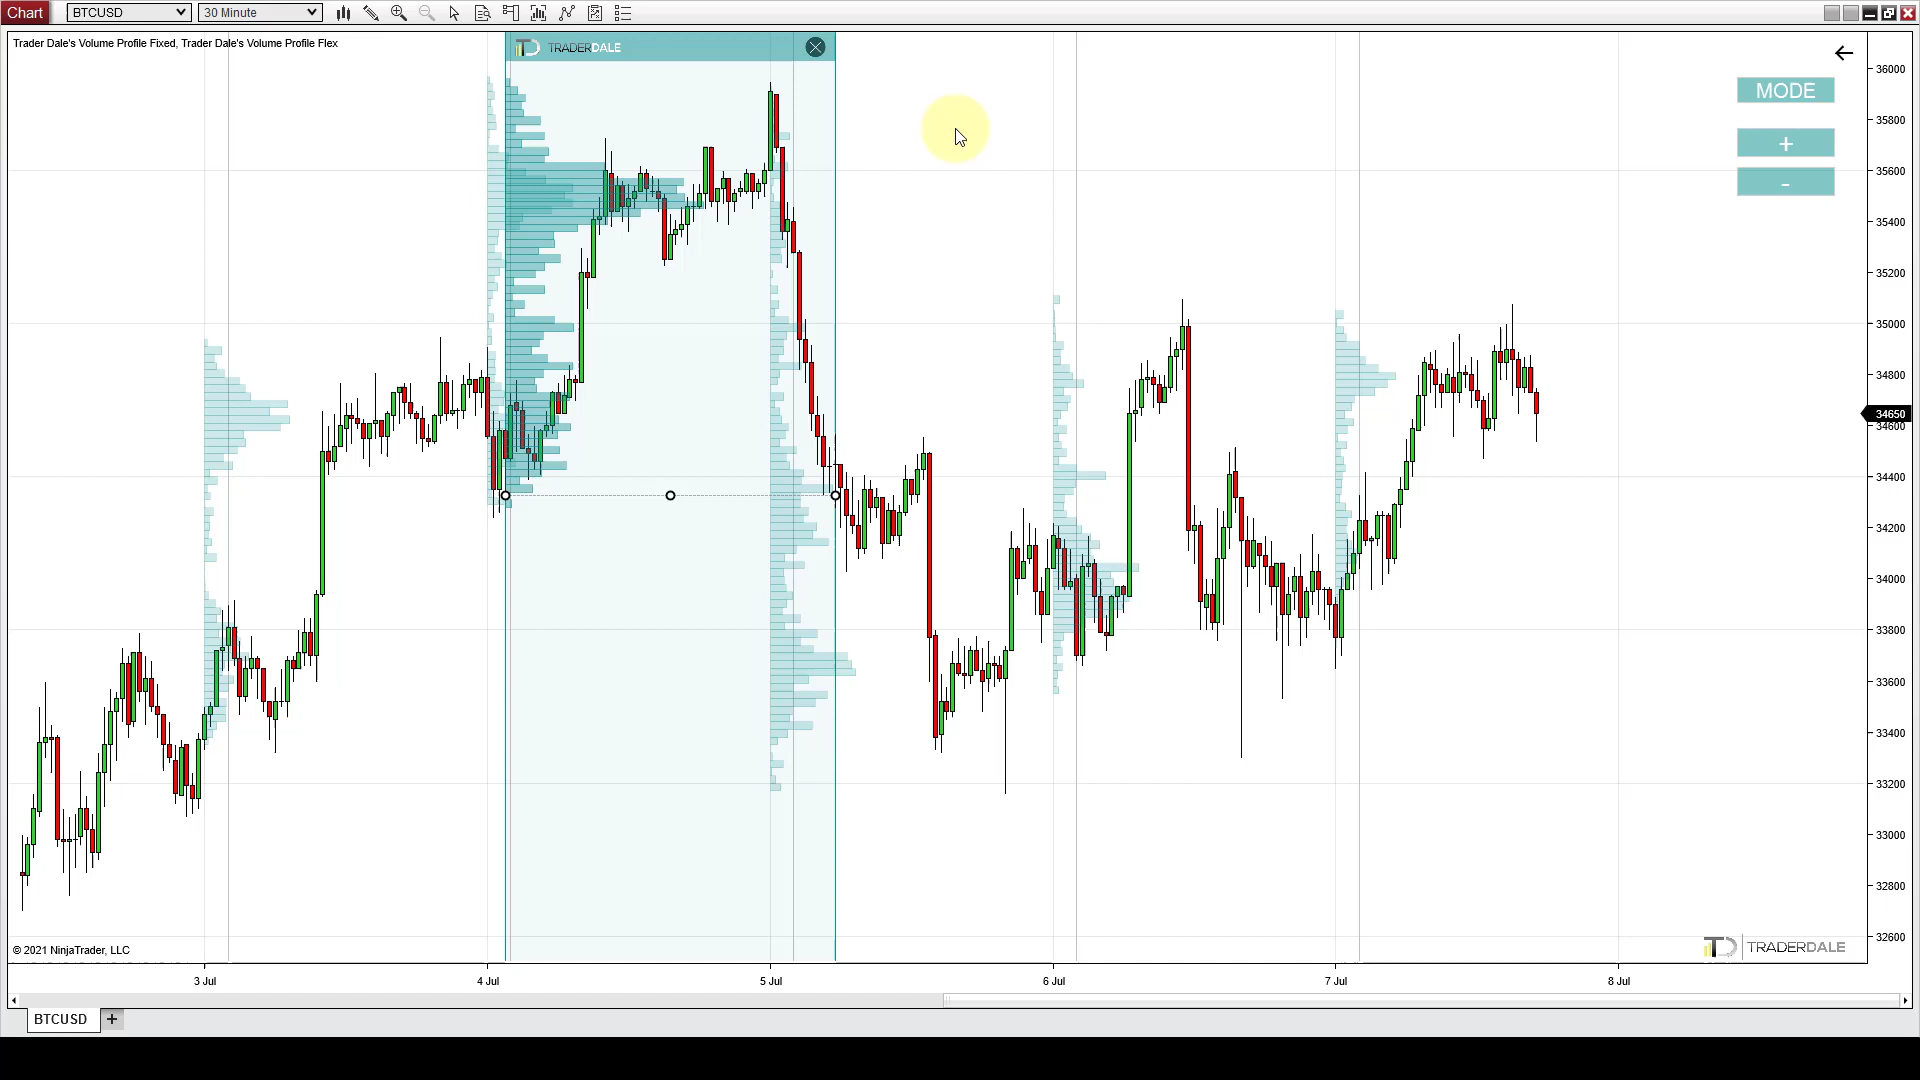 Chart
BTCUSD
30 Minute
Trader Dale's Volume Profile Fixed, Trader Dale's Volume Profile Flex
TRADERDALE
MODE
+
-
36000
35800
35600
35400
35200
35000
34800
34650
34600
34400
34200
34000
33800
33600
33400
33200
33000
32800
32600
© 2021 NinjaTrader, LLC
TRADERDALE
3 Jul
4 Jul
5 Jul
6 Jul
7 Jul
8 Jul
BTCUSD
+